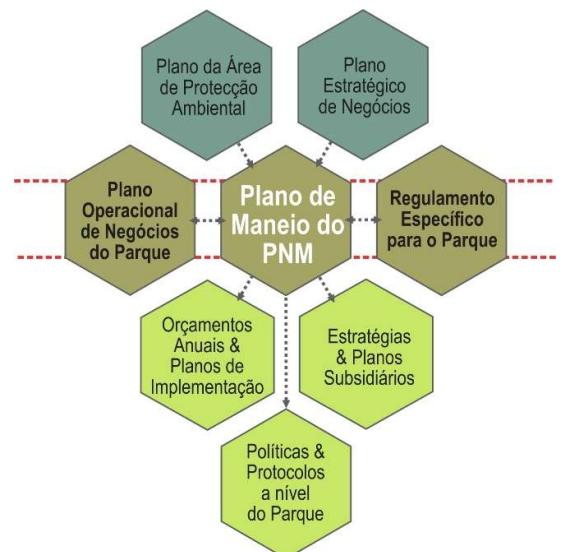 Plano da Área
de Protecção
Ambiental
Plano
Estratégico
de Negócios
Plano
Operacional
de Negócios
do Parque
Plano de
Maneio do
PNM
Regulamento
Específico
para o Parque
Orçamentos
Anuais &
Planos de
Implementação
Estratégias
& Planos
Subsidiários
Políticas &
Protocolos
a nível
do Parque